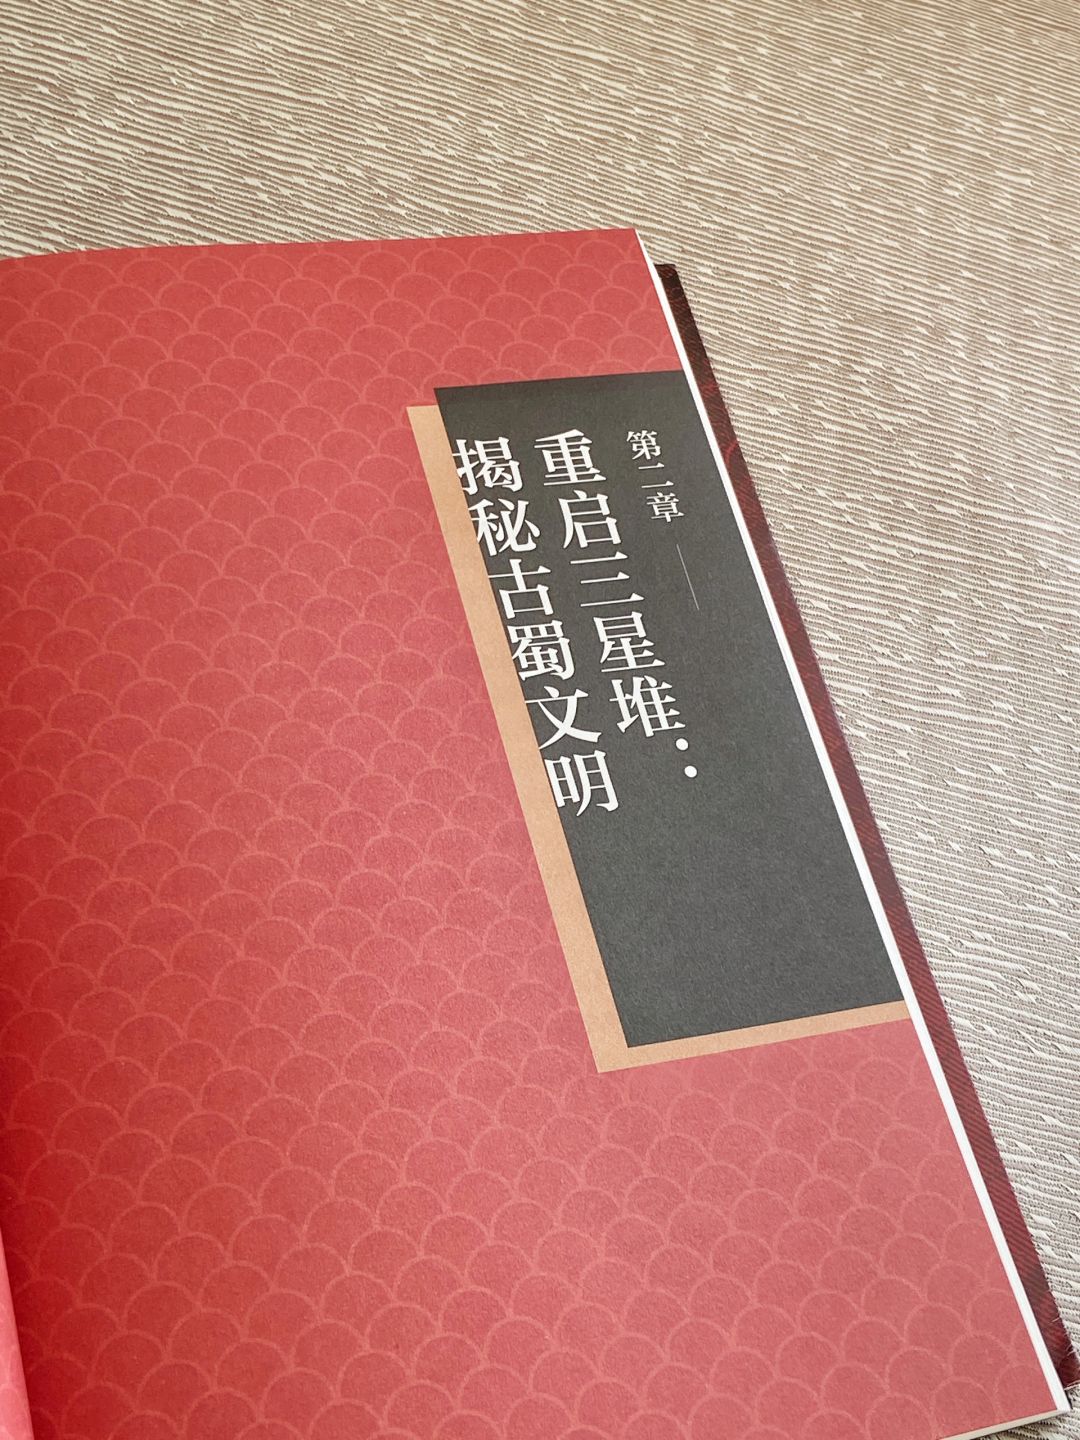 第二章
重启三星堆：
揭秘古蜀文明